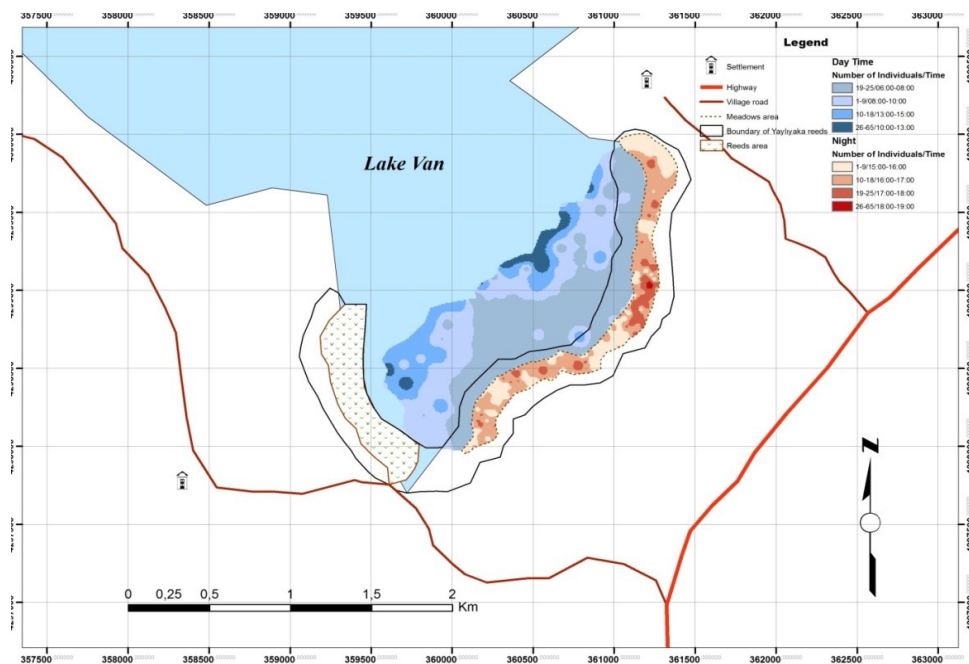 357500 358000 358500 359000 359500 360000 360500 361000 361500 362000 362500 363000
Legend
Settlement
Highway
Village road
Meadows area
Boundary of Yaylıyaka reeds
Reeds area
Day Time
Number of Individuals/Time
19-25/06:00-08:00
1-9/08:00-10:00
10-18/13:00-15:00
26-65/10:00-13:00
Night
Number of Individuals/Time
1-9/15:00-16:00
10-18/16:00-17:00
19-25/17:00-18:00
26-65/18:00-19:00
Lake Van
N
0 0,25 0,5 1 1,5 2
Km
357500 358000 358500 359000 359500 360000 360500 361000 361500 362000 362500 363000